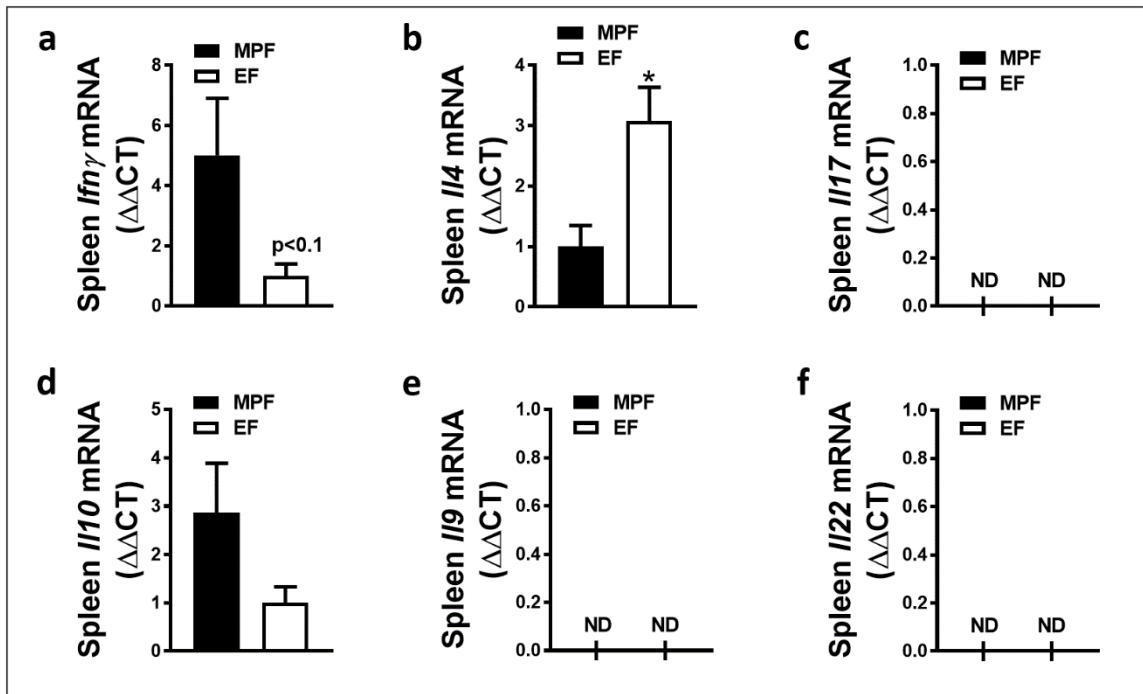 a
MPF
EF
Spleen Ifnγ mRNA
(ΔΔCT)
8
6
4
2
0
p<0.1
b
MPF
EF
Spleen Il4 mRNA
(ΔΔCT)
4
3
2
1
0
*
c
MPF
EF
Spleen Il17 mRNA
(ΔΔCT)
1.0
0.8
0.6
0.4
0.2
0.0
ND ND
d
MPF
EF
Spleen Il10 mRNA
(ΔΔCT)
5
4
3
2
1
0
e
MPF
EF
Spleen Il9 mRNA
(ΔΔCT)
1.0
0.8
0.6
0.4
0.2
0.0
ND ND
f
MPF
EF
Spleen Il22 mRNA
(ΔΔCT)
1.0
0.8
0.6
0.4
0.2
0.0
ND ND